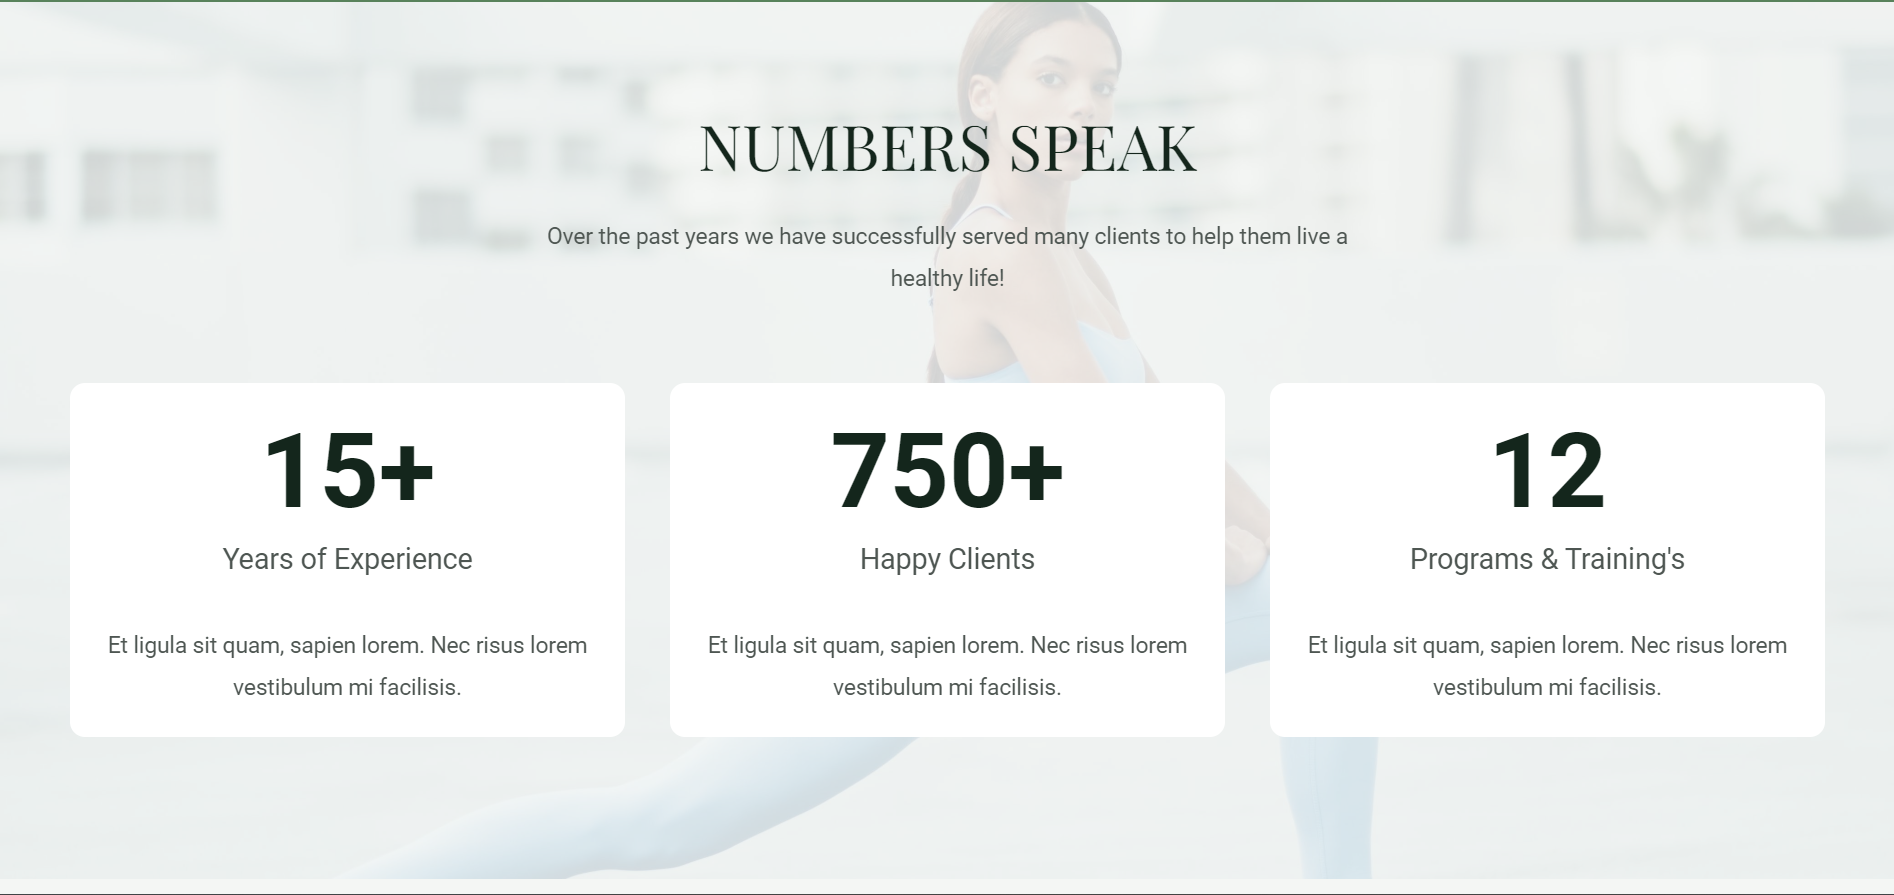 NUMBERS SPEAK
Over the past years we have successfully served many clients to help them live a
healthy life!
15+
Years of Experience
Et ligula sit quam, sapien lorem. Nec risus lorem
vestibulum mi facilisis.
750+
Happy Clients
Et ligula sit quam, sapien lorem. Nec risus lorem
vestibulum mi facilisis.
12
Programs & Training's
Et ligula sit quam, sapien lorem. Nec risus lorem
vestibulum mi facilisis.